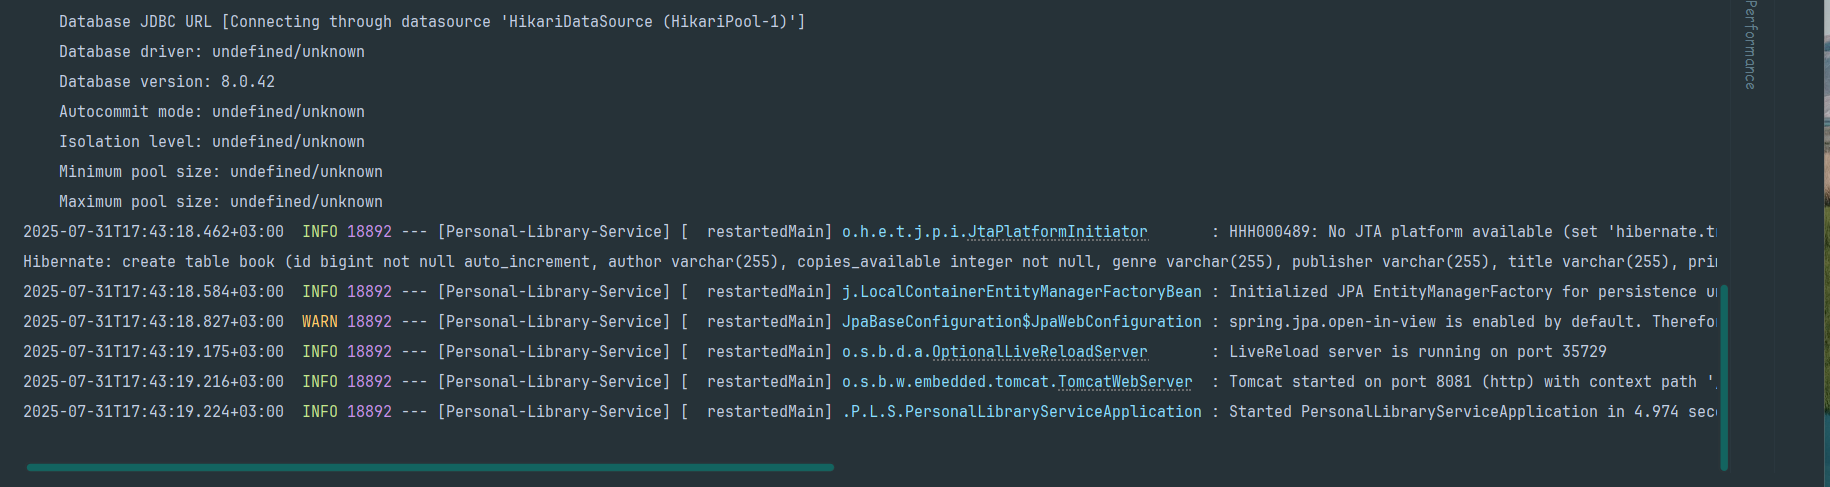 Database JDBC URL [Connecting through datasource 'HikariDataSource (HikariPool-1)']
Database driver: undefined/unknown
Database version: 8.0.42
Autocommit mode: undefined/unknown
Isolation level: undefined/unknown
Minimum pool size: undefined/unknown
Maximum pool size: undefined/unknown
2025-07-31T17:43:18.462+03:00  INFO 18892 --- [Personal-Library-Service] [  restartedMain] o.h.e.t.j.p.i.JtaPlatformInitiator       : HHH000489: No JTA platform available (set 'hibernate.tr
Hibernate: create table book (id bigint not null auto_increment, author varchar(255), copies_available integer not null, genre varchar(255), publisher varchar(255), title varchar(255), prim
2025-07-31T17:43:18.584+03:00  INFO 18892 --- [Personal-Library-Service] [  restartedMain] j.LocalContainerEntityManagerFactoryBean : Initialized JPA EntityManagerFactory for persistence un
2025-07-31T17:43:18.827+03:00  WARN 18892 --- [Personal-Library-Service] [  restartedMain] JpaBaseConfiguration$JpaWebConfiguration : spring.jpa.open-in-view is enabled by default. Therefor
2025-07-31T17:43:19.175+03:00  INFO 18892 --- [Personal-Library-Service] [  restartedMain] o.s.b.d.a.OptionalLiveReloadServer       : LiveReload server is running on port 35729
2025-07-31T17:43:19.216+03:00  INFO 18892 --- [Personal-Library-Service] [  restartedMain] o.s.b.w.embedded.tomcat.TomcatWebServer  : Tomcat started on port 8081 (http) with context path '/
2025-07-31T17:43:19.224+03:00  INFO 18892 --- [Personal-Library-Service] [  restartedMain] .P.L.S.PersonalLibraryServiceApplication : Started PersonalLibraryServiceApplication in 4.974 seco
Performance